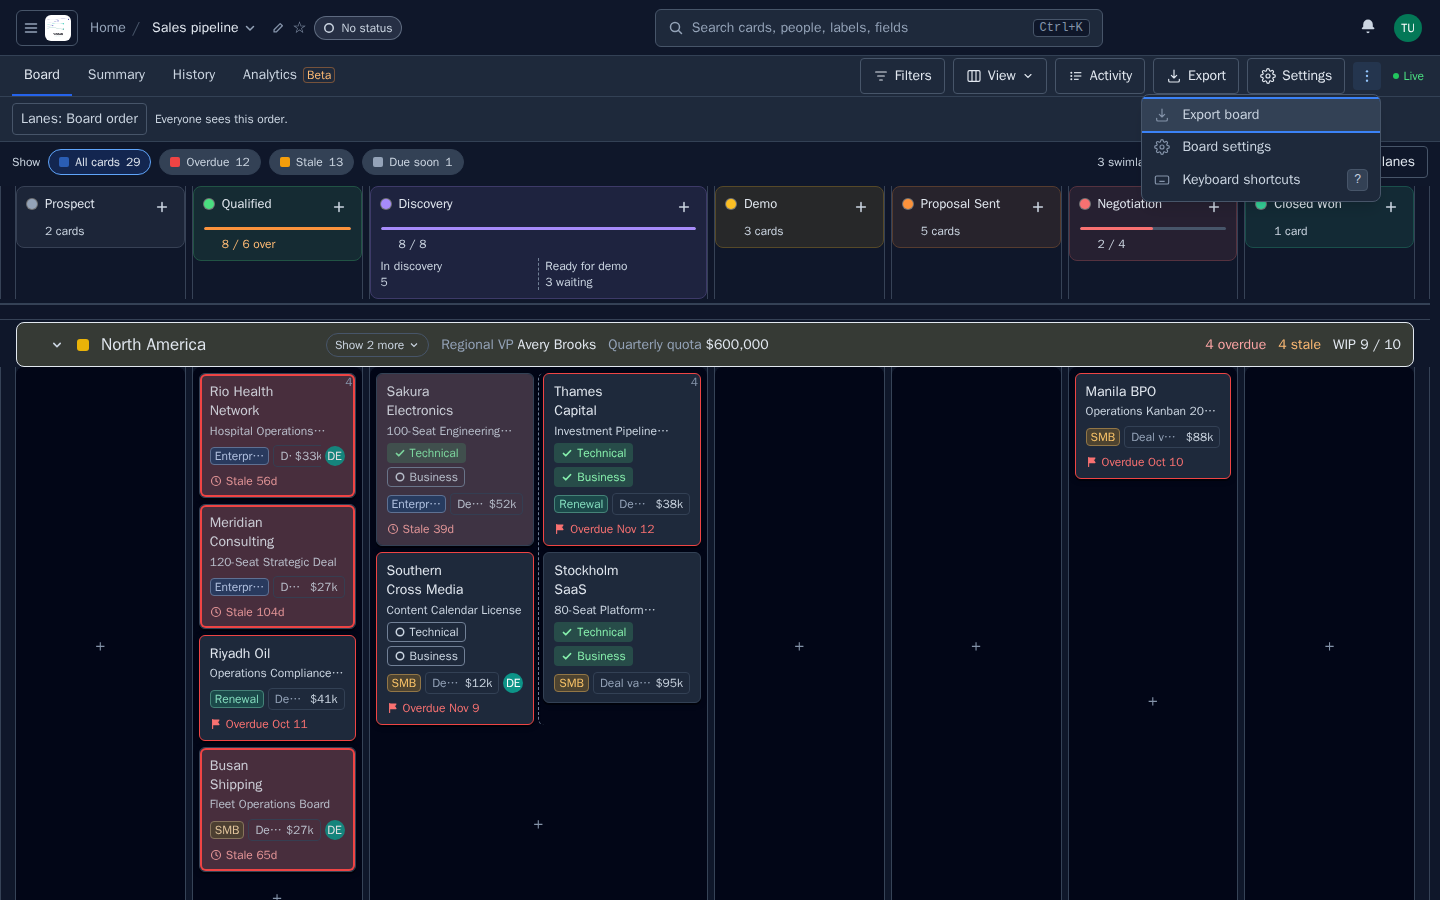 Home / Sales pipeline
No status
Search cards, people, labels, fields
Ctrl+K
TU
Board
Summary
History
Analytics
Beta
Filters
View
Activity
Export
Settings
Live
Lanes: Board order
Everyone sees this order.
Export board
Board settings
Keyboard shortcuts
?
Show
All cards 29
Overdue 12
Stale 13
Due soon 1
3 swimla
lanes
Prospect
2 cards
Qualified
8 / 6 over
Discovery
8 / 8
In discovery
5
Ready for demo
3 waiting
Demo
3 cards
Proposal Sent
5 cards
Negotiation
2 / 4
Closed Won
1 card
North America
Show 2 more
Regional VP Avery Brooks
Quarterly quota $600,000
4 overdue
4 stale
WIP 9 / 10
4
Rio Health
Network
Hospital Operations…
Enterpr…
D· $33k
DE
Stale 56d
Meridian
Consulting
120-Seat Strategic Deal
Enterpr…
D… $27k
Stale 104d
Riyadh Oil
Operations Compliance…
Renewal
De… $41k
Overdue Oct 11
Busan
Shipping
Fleet Operations Board
SMB
De… $27k
DE
Stale 65d
Sakura
Electronics
100-Seat Engineering…
Technical
Business
Enterpr…
De… $52k
Stale 39d
Southern
Cross Media
Content Calendar License
Technical
Business
SMB
De… $12k
DE
Overdue Nov 9
4
Thames
Capital
Investment Pipeline…
Technical
Business
Renewal
De… $38k
Overdue Nov 12
Stockholm
SaaS
80-Seat Platform…
Technical
Business
SMB
Deal va… $95k
Manila BPO
Operations Kanban 20…
SMB
Deal v… $88k
Overdue Oct 10